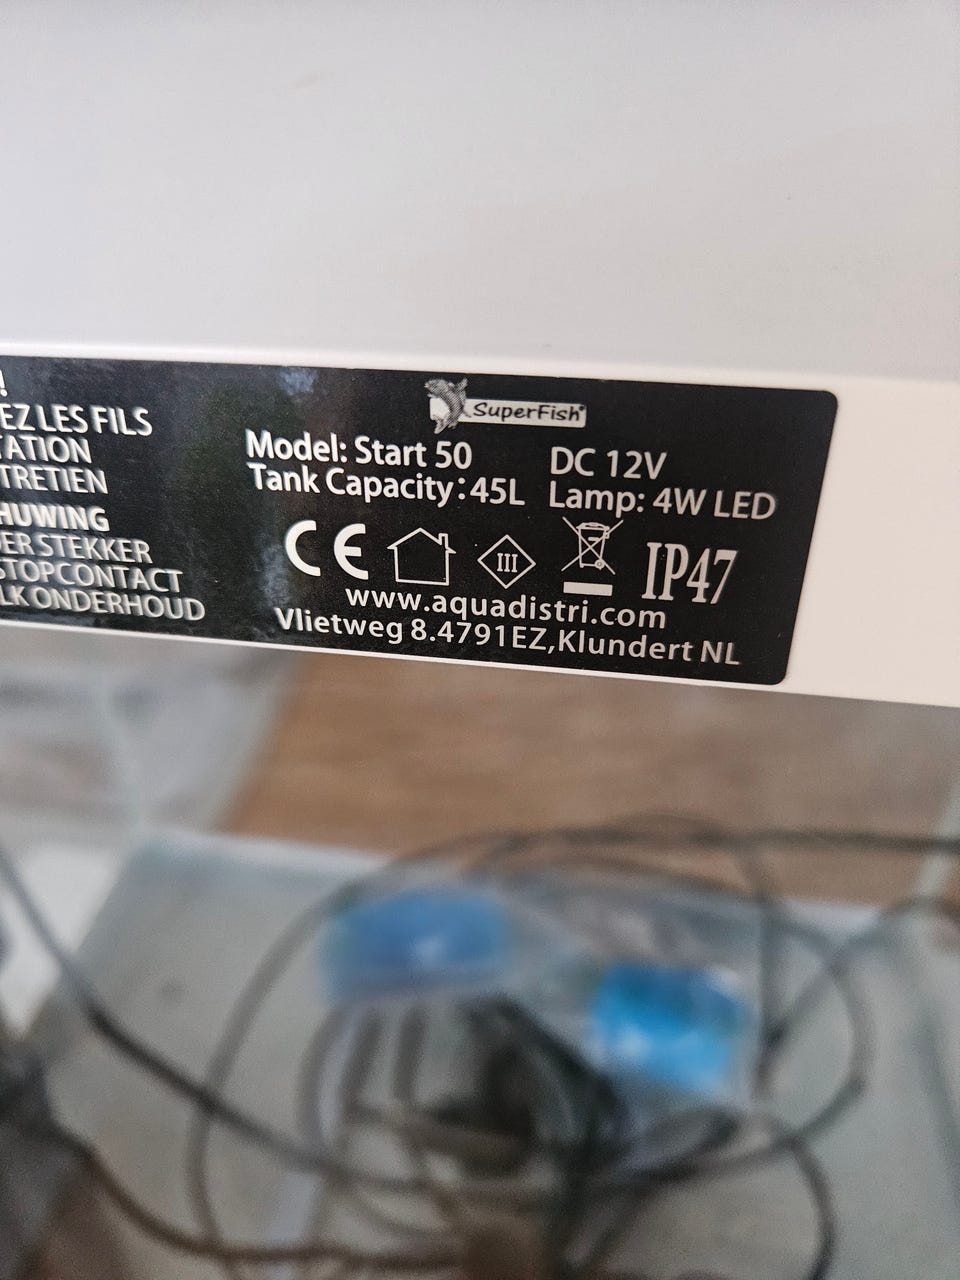 !
EZ LES FILS
TATION
TRETIEN
HUWING
ER STEKKER
STOPCONTACT
LK ONDERHOUD
SuperFish®
Model: Start 50 DC 12V
Tank Capacity: 45L Lamp: 4W LED
CE III IP47
www.aquadistri.com
Vlietweg 8.4791EZ,Klundert NL